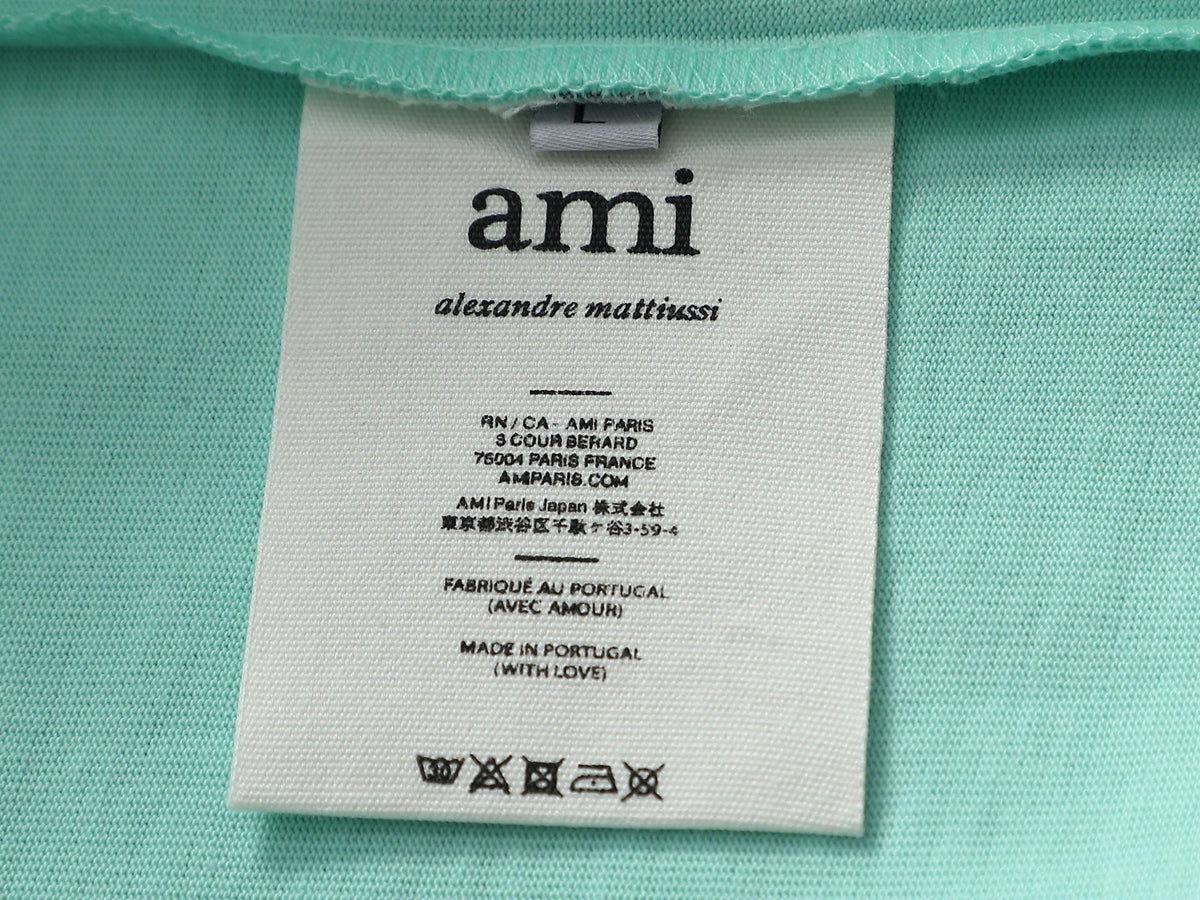 L
ami
alexandre mattiussi
RN / CA - AMI PARIS
3 COUR BERARD
75004 PARIS FRANCE
AMIPARIS.COM
AMI Paris Japan 株式会社
東京都渋谷区千駄ヶ谷3-59-4
FABRIQUÉ AU PORTUGAL
(AVEC AMOUR)
MADE IN PORTUGAL
(WITH LOVE)
30